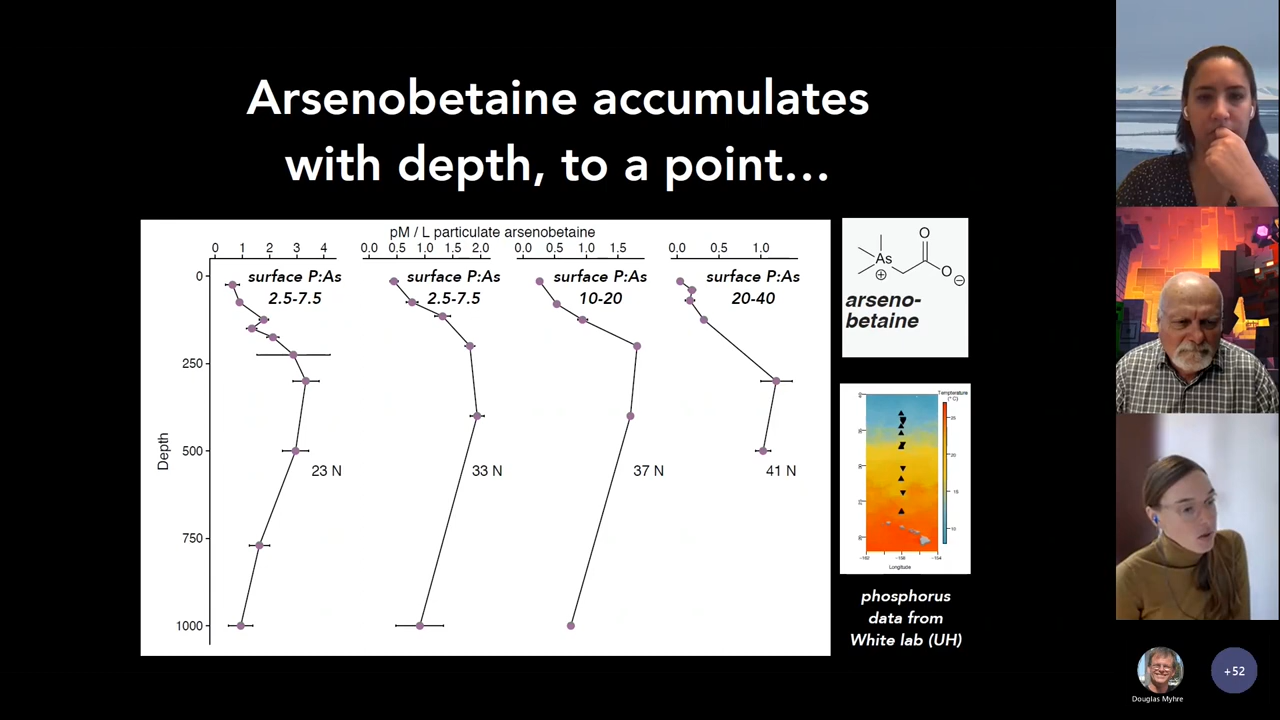 Arsenobetaine accumulates
with depth, to a point...
pM / L particulate arsenobetaine
0 1 2 3 4
0.0 0.5 1.0 1.5 2.0
0.0 0.5 1.0 1.5
0.0 0.5 1.0
surface P:As
2.5-7.5
surface P:As
2.5-7.5
surface P:As
10-20
surface P:As
20-40
0
250
500
750
1000
Depth
23 N
33 N
37 N
41 N
As
O
O
arseno-
betaine
Temperature
(°C)
Longitude
phosphorus
data from
White lab (UH)
Douglas Myhre
+52